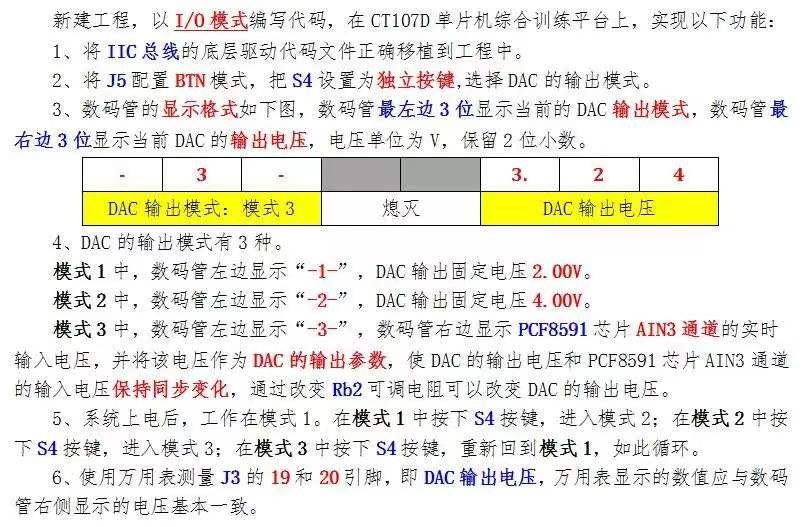 新建工程，以 I/O 模式编写代码，在 CT107D 单片机综合训练平台上，实现以下功能：
1、将 IIC 总线的底层驱动代码文件正确移植到工程中。
2、将 J5 配置 BTN 模式，把 S4 设置为独立按键,选择 DAC 的输出模式。
3、数码管的显示格式如下图，数码管最左边 3 位显示当前的 DAC 输出模式，数码管最
右边 3 位显示当前 DAC 的输出电压，电压单位为 V，保留 2 位小数。
- 3 - 3. 2 4
DAC 输出模式：模式 3 熄灭 DAC 输出电压
4、DAC 的输出模式有 3 种。
模式 1 中，数码管左边显示“-1-”，DAC 输出固定电压 2.00V。
模式 2 中，数码管左边显示“-2-”，DAC 输出固定电压 4.00V。
模式 3 中，数码管左边显示“-3-”，数码管右边显示 PCF8591 芯片 AIN3 通道的实时
输入电压，并将该电压作为 DAC 的输出参数，使 DAC 的输出电压和 PCF8591 芯片 AIN3 通道
的输入电压保持同步变化，通过改变 Rb2 可调电阻可以改变 DAC 的输出电压。
5、系统上电后，工作在模式 1。在模式 1 中按下 S4 按键，进入模式 2；在模式 2 中按
下 S4 按键，进入模式 3；在模式 3 中按下 S4 按键，重新回到模式 1，如此循环。
6、使用万用表测量 J3 的 19 和 20 引脚，即 DAC 输出电压，万用表显示的数值应与数码
管右侧显示的电压基本一致。